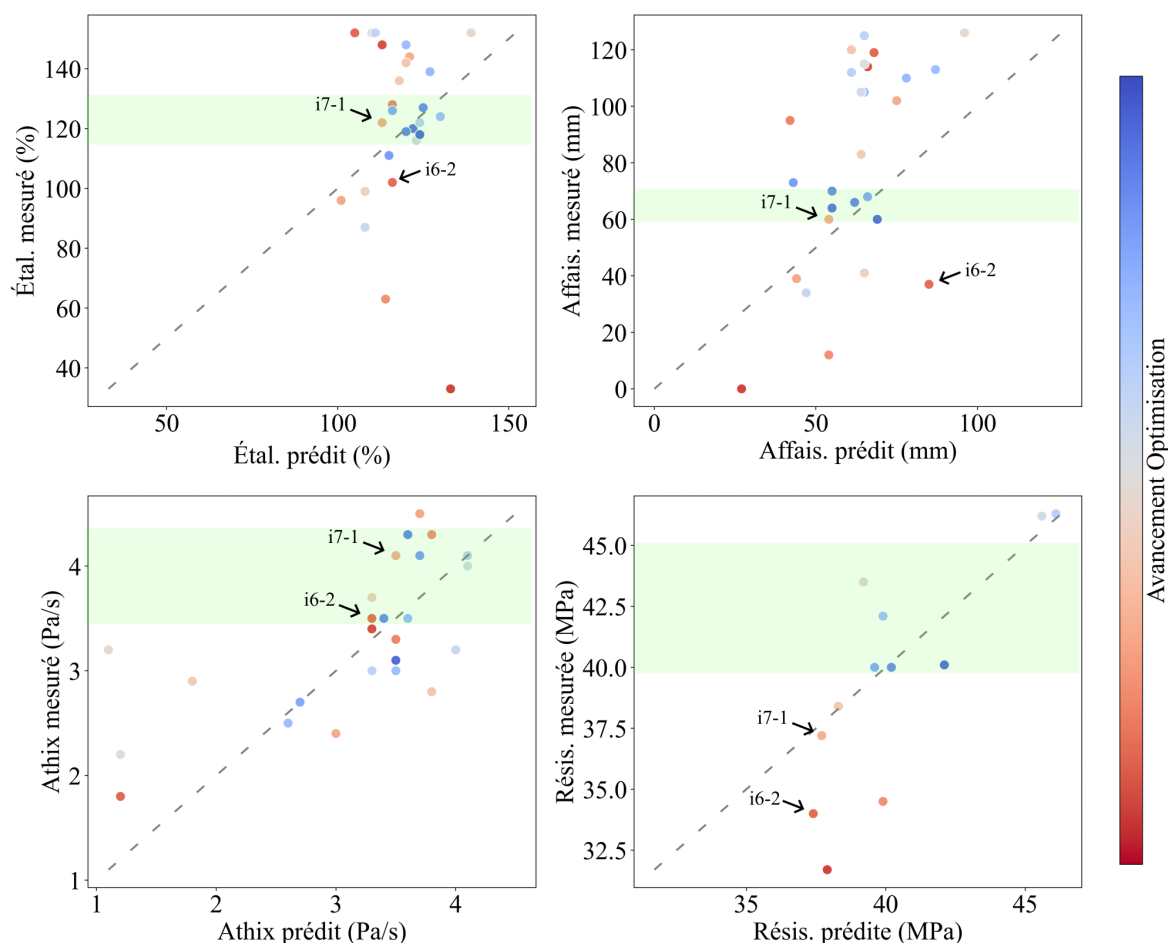 140
120
100
80
60
40
Étal. mesuré (%)
i7-1
i6-2
50
100
150
Étal. prédit (%)
120
100
80
60
40
20
0
Affais. mesuré (mm)
i7-1
i6-2
0
50
100
Affais. prédit (mm)
4
3
2
1
Athix mesuré (Pa/s)
i7-1
i6-2
1
2
3
4
Athix prédit (Pa/s)
45.0
42.5
40.0
37.5
35.0
32.5
Résis. mesurée (MPa)
i7-1
i6-2
35
40
45
Résis. prédite (MPa)
Avancement Optimisation